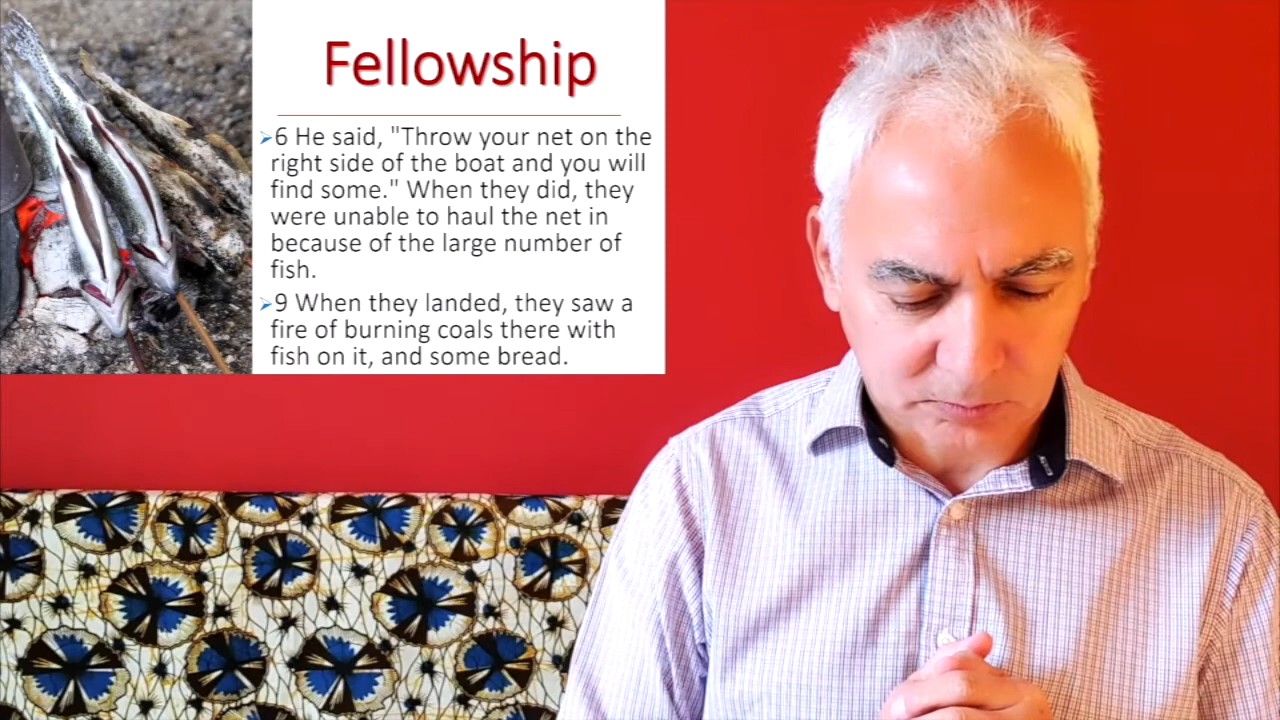 Fellowship
6 He said, "Throw your net on the
right side of the boat and you will
find some." When they did, they
were unable to haul the net in
because of the large number of
fish.
9 When they landed, they saw a
fire of burning coals there with
fish on it, and some bread.